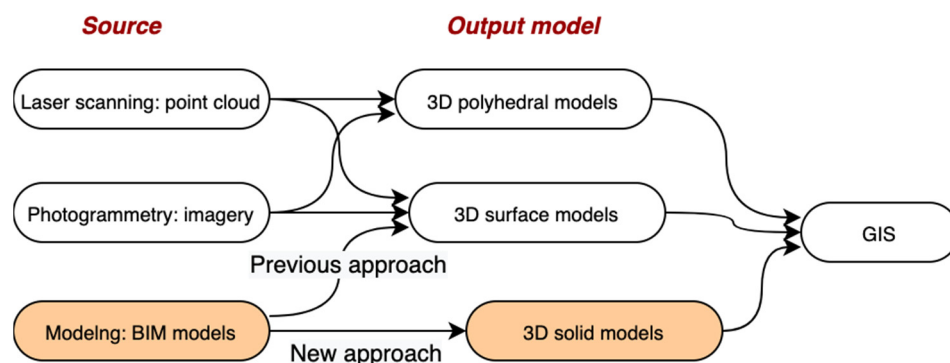 Source
Output model
Laser scanning: point cloud
3D polyhedral models
Photogrammetry: imagery
3D surface models
GIS
Previous approach
Modelng: BIM models
3D solid models
New approach